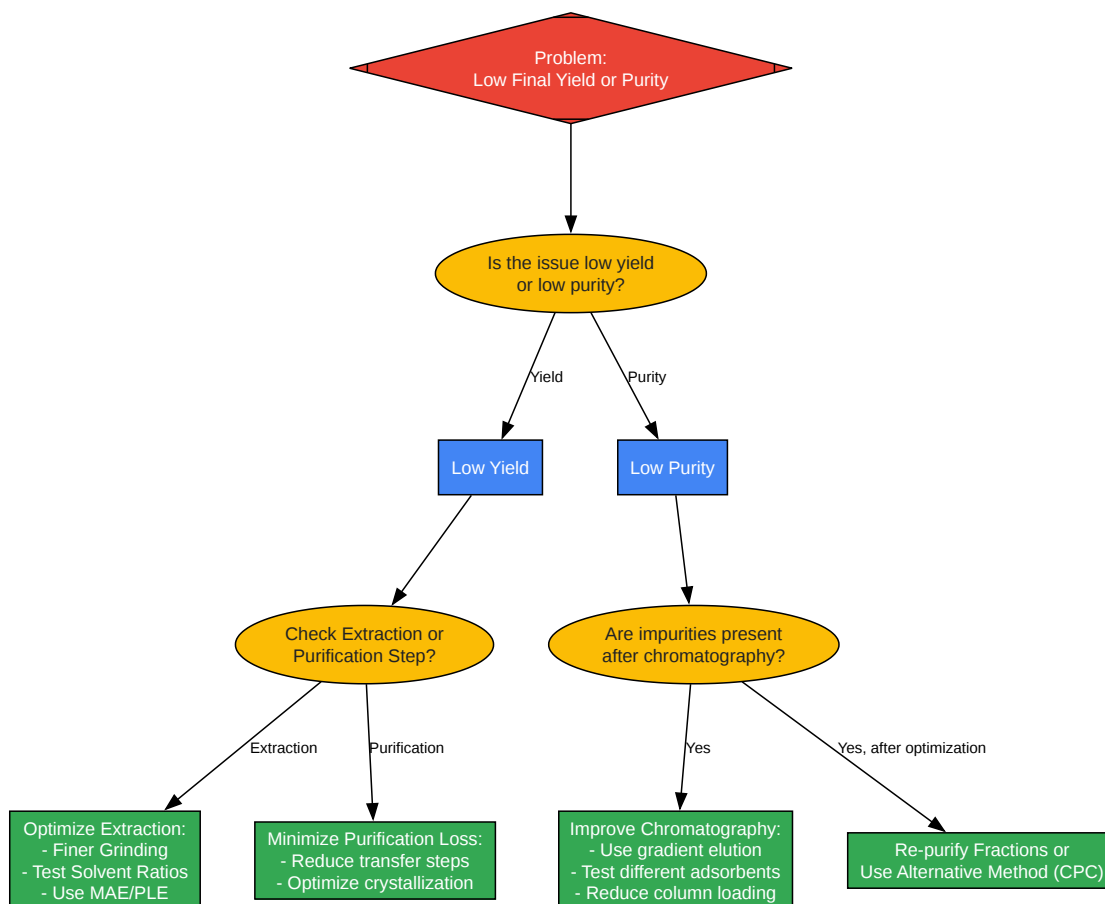 Problem:
Low Final Yield or Purity
Is the issue low yield
or low purity?
Yield
Purity
Low Yield
Low Purity
Check Extraction or
Purification Step?
Are impurities present
after chromatography?
Extraction
Purification
Yes
Yes, after optimization
Optimize Extraction:
- Finer Grinding
- Test Solvent Ratios
- Use MAE/PLE
Minimize Purification Loss:
- Reduce transfer steps
- Optimize crystallization
Improve Chromatography:
- Use gradient elution
- Test different adsorbents
- Reduce column loading
Re-purify Fractions or
Use Alternative Method (CPC)